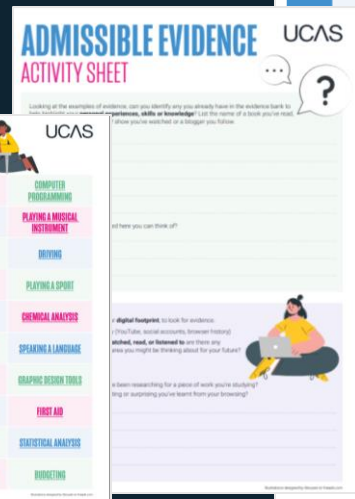 ADMISSIBLE EVIDENCE
UCAS
ACTIVITY SHEET
?
Looking at the examples of evidence, can you identify any you already have in the evidence bank to
experiences, skills or knowledge? List the name of a book you've read,
show you've watched or a blogger you follow.
ed here you can think of?
digital footprint, to look for evidence
(YouTube, social accounts, browser history)
watched, read, or listened to are there any
area you might be thinking about for your future?
been researching for a piece of work you're studying?
ting or surprising you've learnt from your browsing?
UCAS
COMPUTER
PROGRAMMING
PLAYING A MUSICAL
INSTRUMENT
DRIVING
PLAYING A SPORT
CHEMICAL ANALYSIS
SPEAKING A LANGUAGE
GRAPHIC DESIGN TOOLS
FIRST AID
STATISTICAL ANALYSIS
BUDGETING